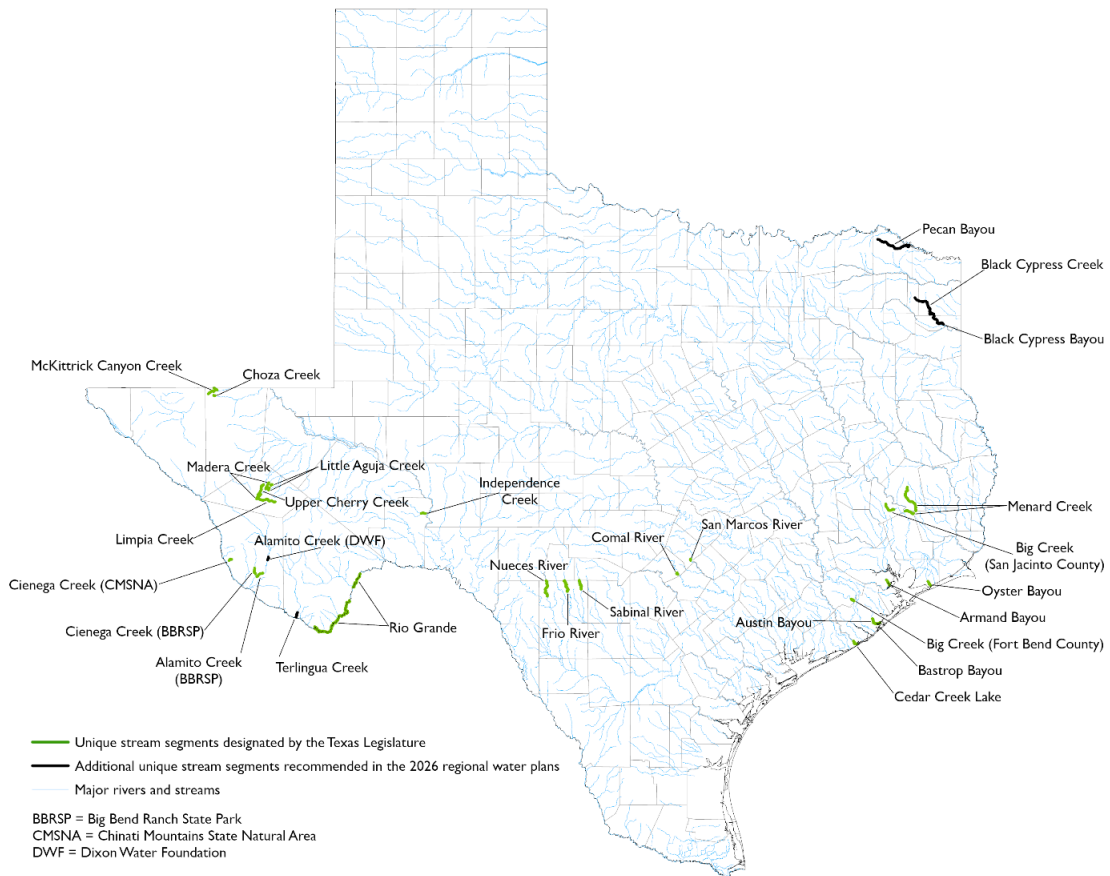 Pecan Bayou
Black Cypress Creek
Black Cypress Bayou
McKittrick Canyon Creek
Choza Creek
Madera Creek
Little Aguja Creek
Upper Cherry Creek
Independence
Creek
Limpia Creek
Alamito Creek (DWF)
San Marcos River
Comal River
Menard Creek
Big Creek
(San Jacinto County)
Nueces River
Cienega Creek (CMSNA)
Oyster Bayou
Sabinal River
Armand Bayou
Austin Bayou
Cienega Creek (BBRSP)
Rio Grande
Frio River
Big Creek (Fort Bend County)
Alamito Creek
(BBRSP)
Terlingua Creek
Bastrop Bayou
Cedar Creek Lake
Unique stream segments designated by the Texas Legislature
Additional unique stream segments recommended in the 2026 regional water plans
Major rivers and streams
BBRSP = Big Bend Ranch State Park
CMSNA = Chinati Mountains State Natural Area
DWF = Dixon Water Foundation